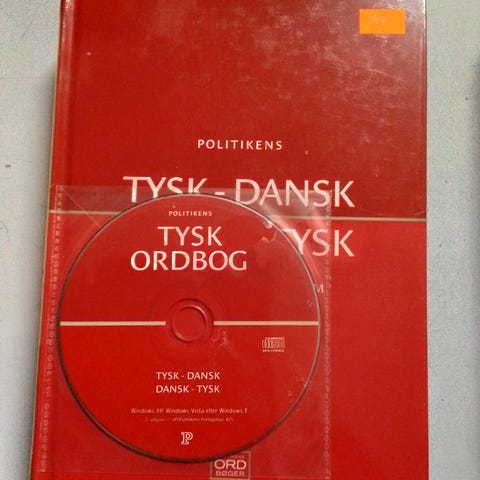 POLITIKENS
TYSK - DANSK
TYSK
M
POLITIKENS
TYSK
ORDBOG
TYSK - DANSK
DANSK - TYSK
Windows XP, Windows Vista eller Windows 7
P
ORD
BØGER